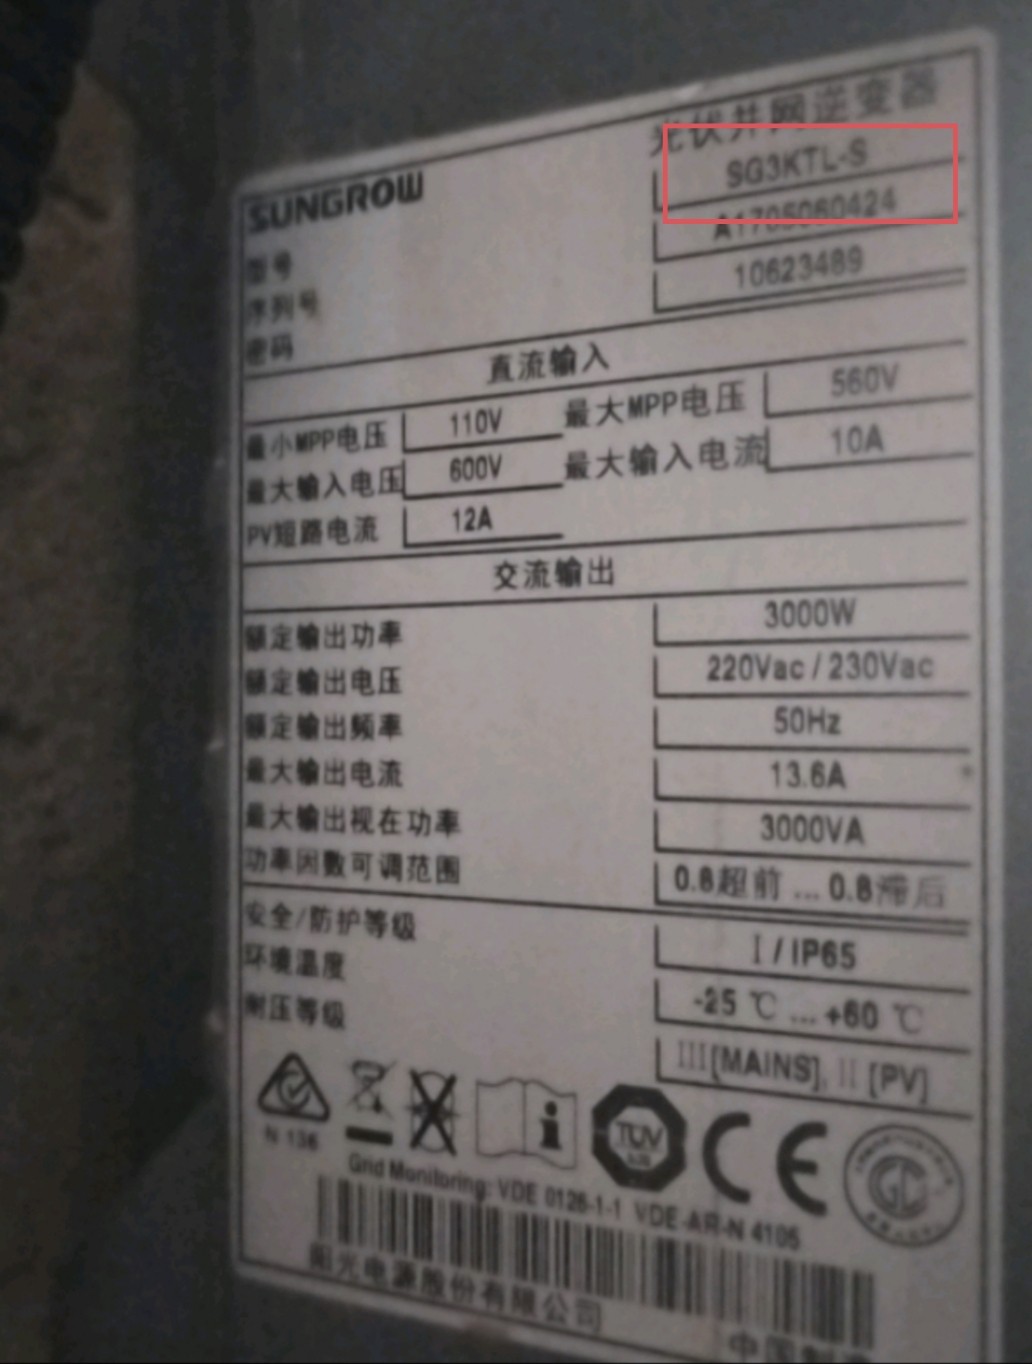 光伏并网逆变器
SUNGROW
型号 SG3KTL-S
序列号 A1705060424
密码 10623489
直流输入
最小MPP电压 110V 最大MPP电压 560V
最大输入电压 600V 最大输入电流 10A
PV短路电流 12A
交流输出
额定输出功率 3000W
额定输出电压 220Vac / 230Vac
额定输出频率 50Hz
最大输出电流 13.6A
最大输出视在功率 3000VA
功率因数可调范围 0.8超前 ... 0.8滞后
安全/防护等级 I / IP65
环境温度 -25 ℃ ... +60 ℃
耐压等级 III[MAINS], II [PV]
N 136
TUV
CE
Grid Monitoring: VDE 0126-1-1 VDE-AR-N 4105
阳光电源股份有限公司
中国制造